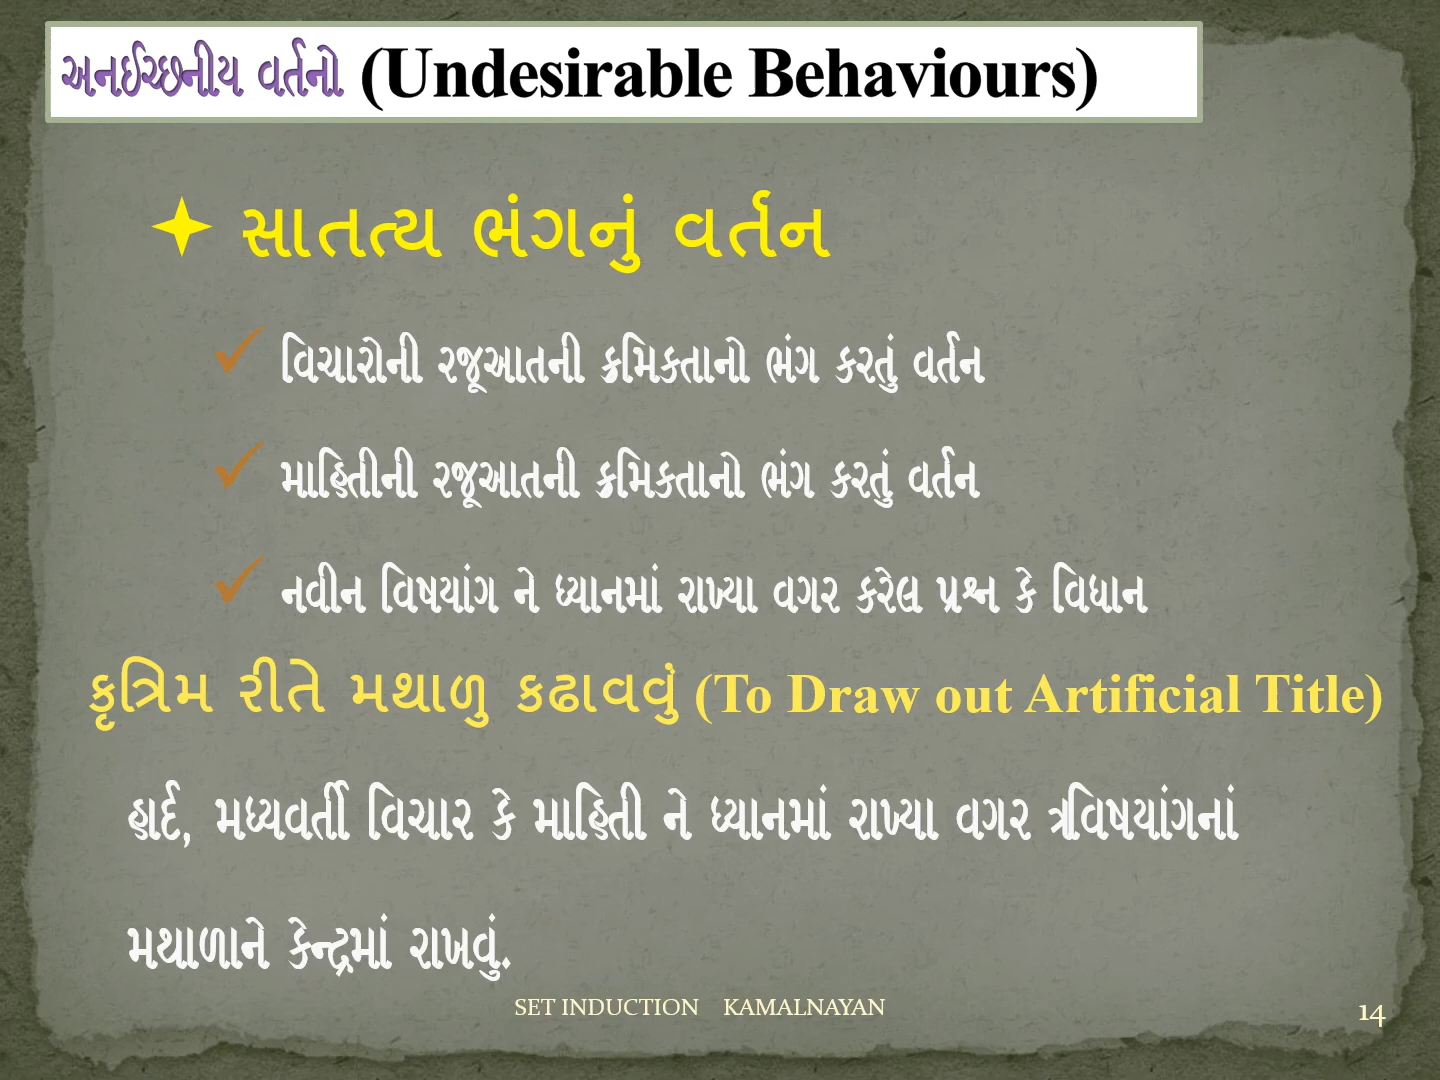 અનઈચ્છનીય વર્તનો (Undesirable Behaviours)
સાતત્ય ભંગનું વર્તન
વિચારોની રજૂઆતની ક્રમિકતાનો ભંગ કરતું વર્તન
માહિતીની રજૂઆતની ક્રમિકતાનો ભંગ કરતું વર્તન
નવીન વિષયાંગ ને ધ્યાનમાં રાખ્યા વગર કરેલ પ્રશ્ન કે વિધાન
કૃત્રિમ રીતે મથાળુ કઢાવવું (To Draw out Artificial Title)
હાર્દ, મધ્યવર્તી વિચાર કે માહિતી ને ધ્યાનમાં રાખ્યા વગર ત્રવિષયાંગનાં
મથાળાને કેન્દ્રમાં રાખવું.
SET INDUCTION KAMALNAYAN
14